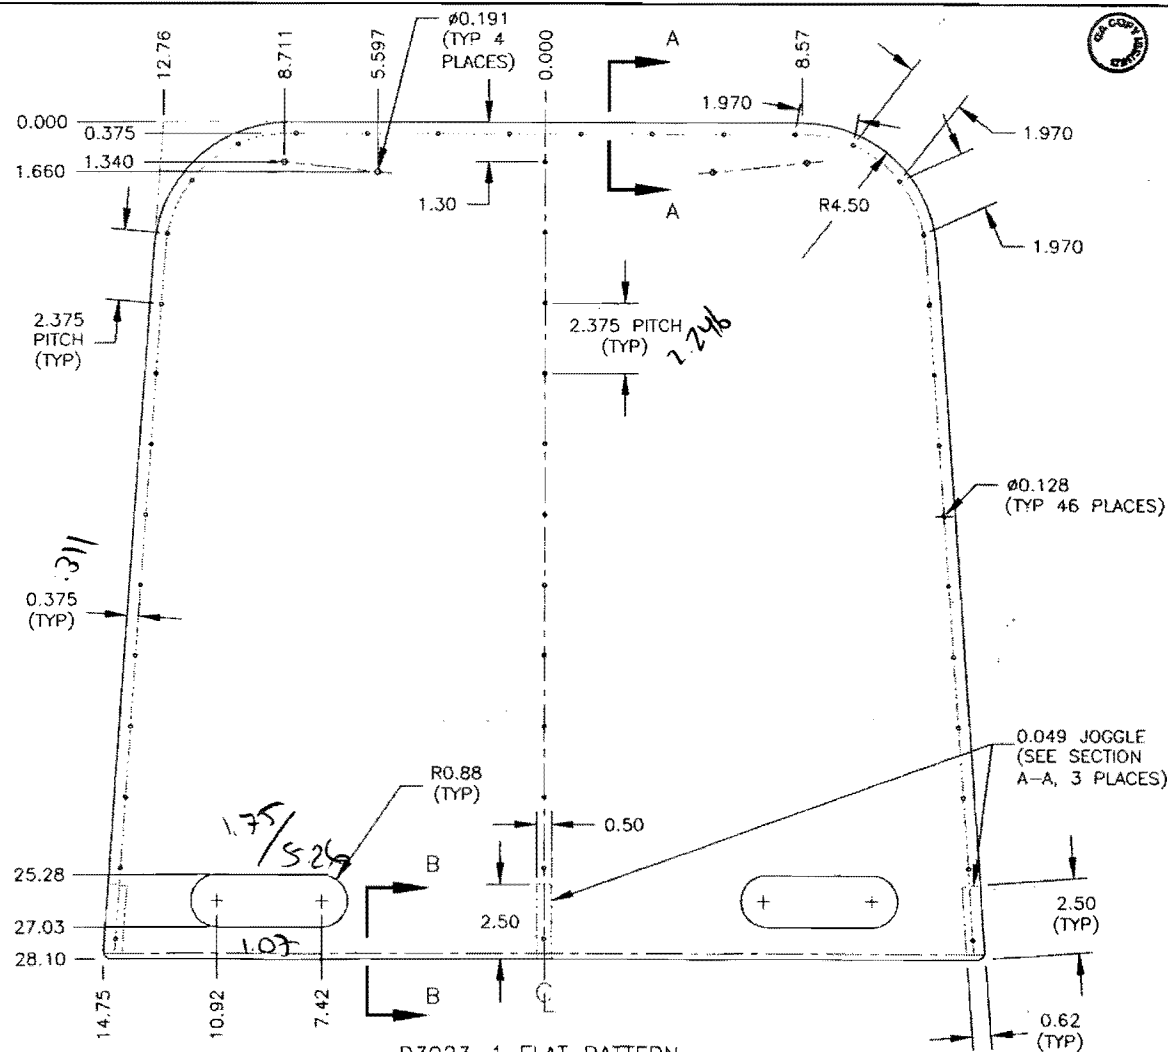 12.76
8.711
5.597
Ø0.191
(TYP 4
PLACES)
0.000
A
8.57
1.970
1.970
0.000
0.375
1.340
1.660
1.30
A
R4.50
1.970
2.375
PITCH
(TYP)
2.375 PITCH
(TYP)
2.246
Ø0.128
(TYP 46 PLACES)
.311
0.375
(TYP)
0.049 JOGGLE
(SEE SECTION
A-A, 3 PLACES)
R0.88
(TYP)
1.75/5.26
0.50
25.28
B
2.50
2.50
(TYP)
27.03
1.07
28.10
14.75
10.92
7.42
B
CL
0.62
(TYP)